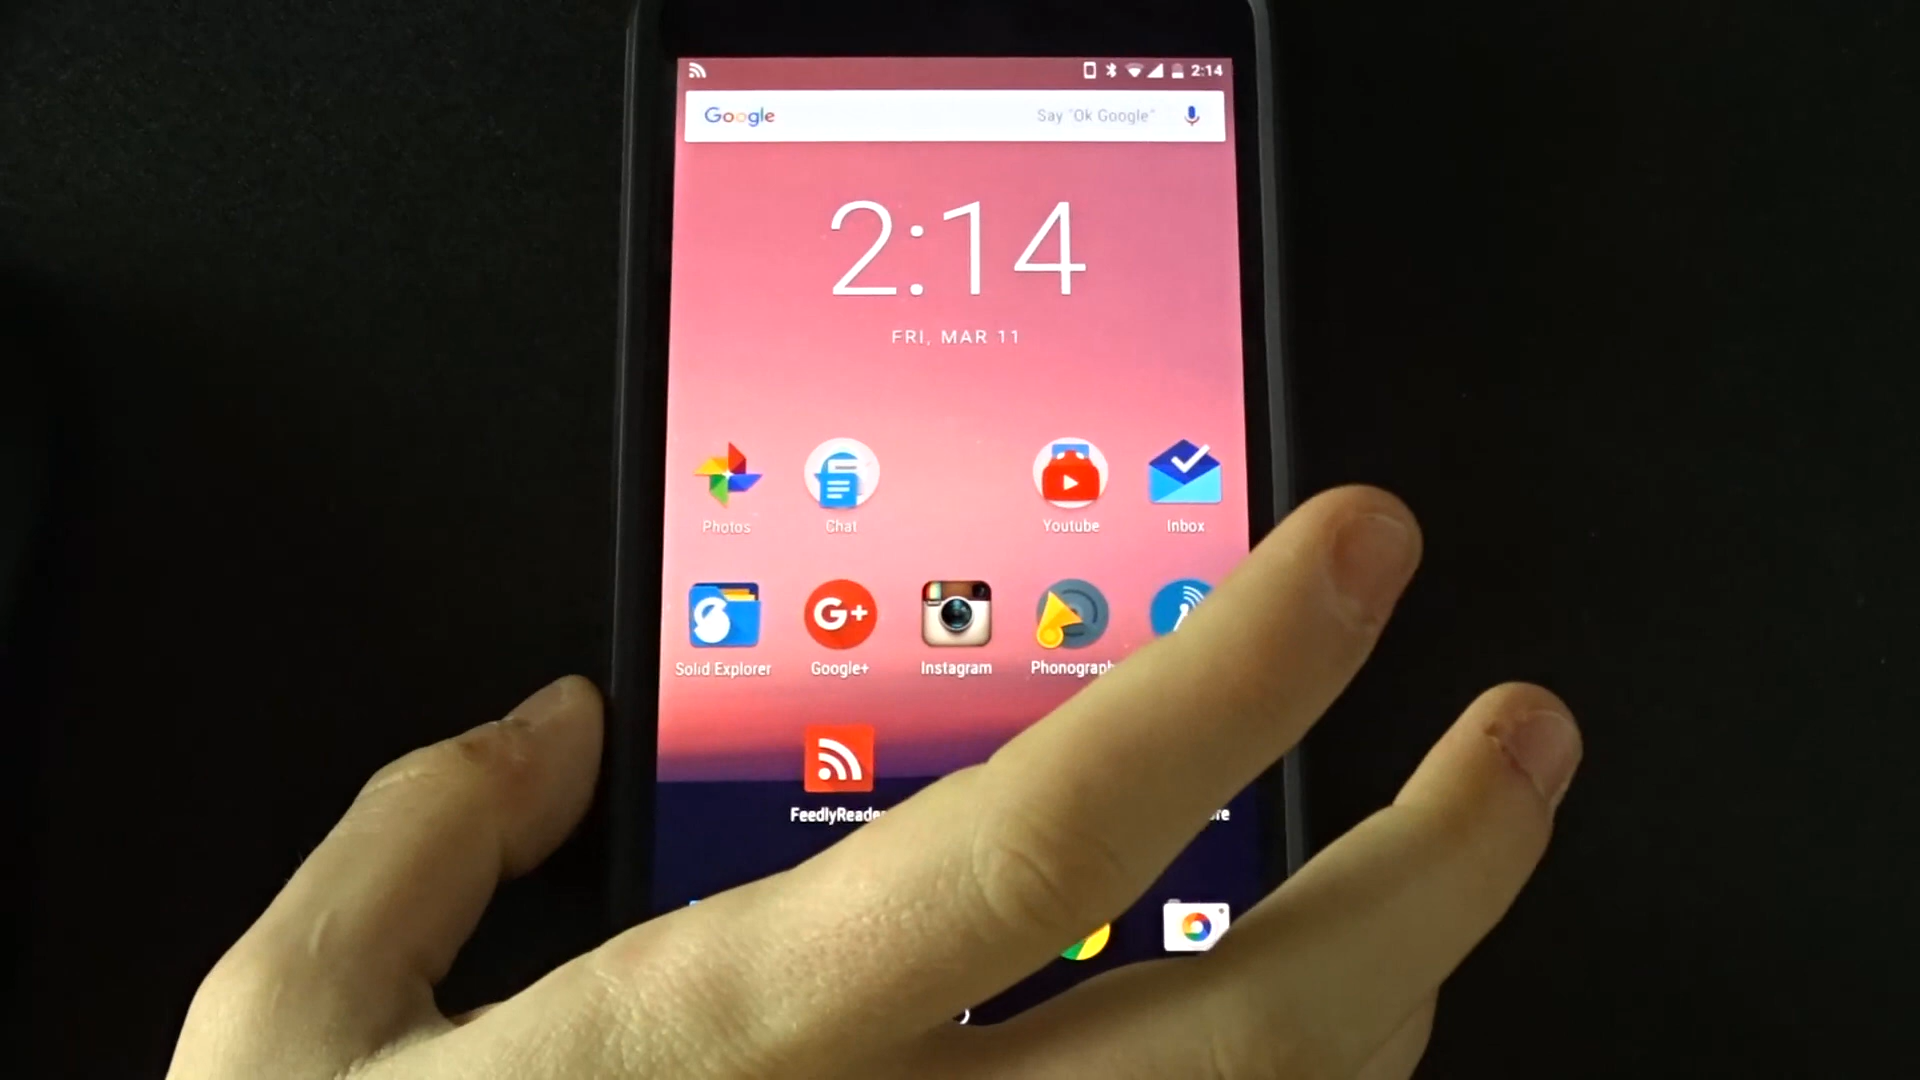 2:14
Google Say "Ok Google"
2:14
FRI, MAR 11
Photos Chat Youtube Inbox
Solid Explorer Google+ Instagram Phonograph
FeedlyReader